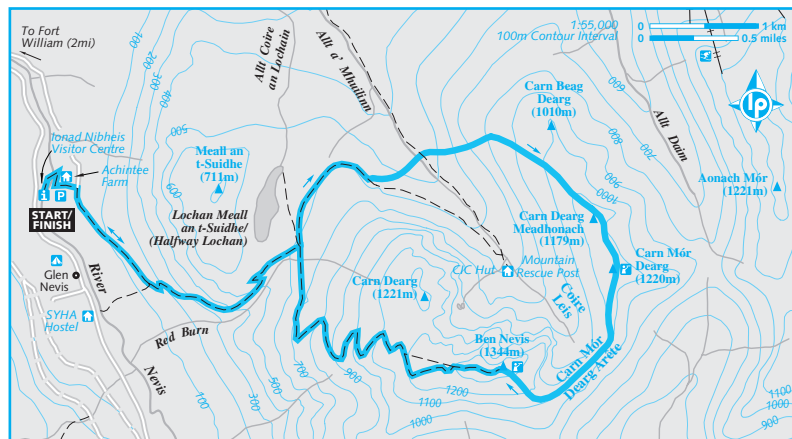 To Fort
William (2mi)
1:55,000
100m Contour Interval
0
1 km
0
0.5 miles
lp
Allt Coire
an Lochain
Allt a' Mhuilinn
Allt Daim
100
200
300
400
500
600
Ionad Nibheis
Visitor Centre
Achintee
Farm
i
P
START/
FINISH
Meall an
t-Suidhe
(711m)
Lochan Meall
an t-Suidhe/
(Halfway Lochan)
Carn Beag
Dearg
(1010m)
600
700
800
900
1000
Aonach Mór
(1221m)
Carn Dearg
Meadhonach
(1179m)
Carn Mór
Dearg
(1220m)
CIC Hut
Mountain
Rescue Post
Coire
Leis
Carn Dearg
(1221m)
Glen
Nevis
SYHA
Hostel
River
Nevis
Red Burn
Ben Nevis
(1344m)
Carn Mór
Dearg Arête
100
200
300
500
700
900
1000
1100
1200
1100
1000
900